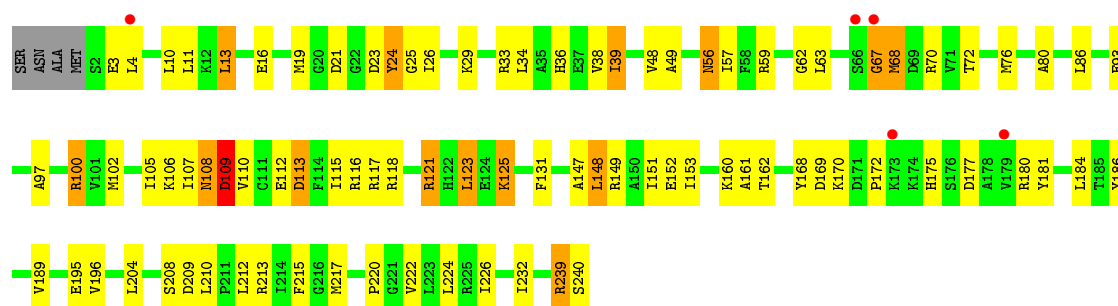 SER ASN ALA MET S2 E3 L4 L10 L11 K12 L13 E16 M19 G20 D21 G22 D23 Y24 G25 I26 K29 R33 L34 A35 H36 E37 V38 I39 V48 A49 N56 I57 F58 R59 G62 L63 S66 G67 M68 D69 R70 V71 T72 M76 A80 L86 E93
A97 R100 V101 M102 I105 K106 I107 N108 D109 V110 C111 E112 D113 F114 I115 R116 R117 R118 R121 H122 L123 E124 K125 F131 A147 L148 R149 A150 I151 E152 I153 K160 A161 T162 Y168 D169 K170 D171 P172 K173 K174 H175 S176 D177 A178 V179 R180 Y181 L184 T185 Y186
V189 E195 V196 L204 S208 D209 L210 P211 L212 R213 I214 F215 G216 M217 P220 G221 V222 L223 L224 R225 I226 I232 R239 S240